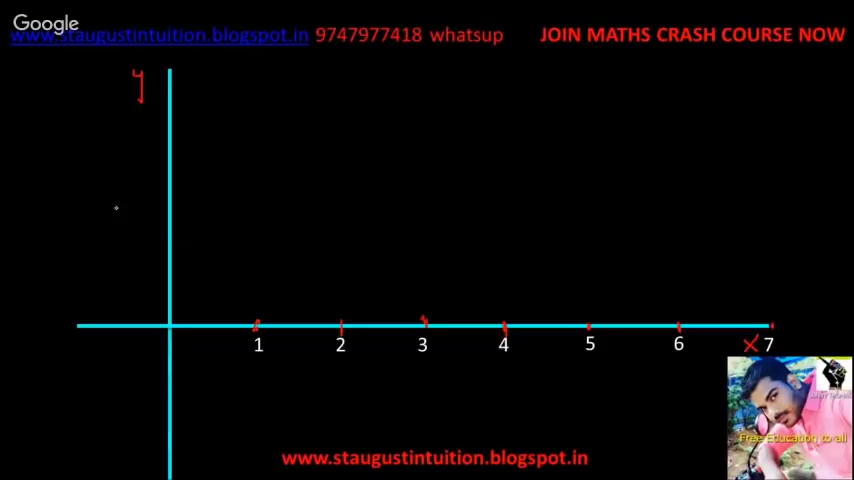 Google
www.staugustintuition.blogspot.in 9747977418 whatsup JOIN MATHS CRASH COURSE NOW
y
1 2 3 4 5 6 x 7
Free Education to all
www.staugustintuition.blogspot.in